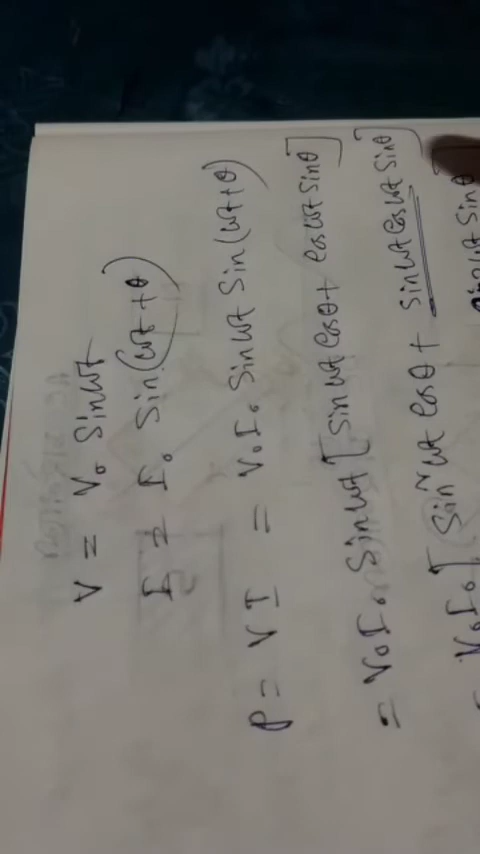 V = V₀ Sinωt
I = I₀ Sin(ωt + θ)
P = VI = V₀I₀ Sinωt Sin(ωt + θ)
= V₀I₀ Sinωt [Sinωt Cosθ + Cosωt Sinθ]
V₀I₀ [Sin²ωt Cosθ + Sinωt Cosωt Sinθ]
Sinθ